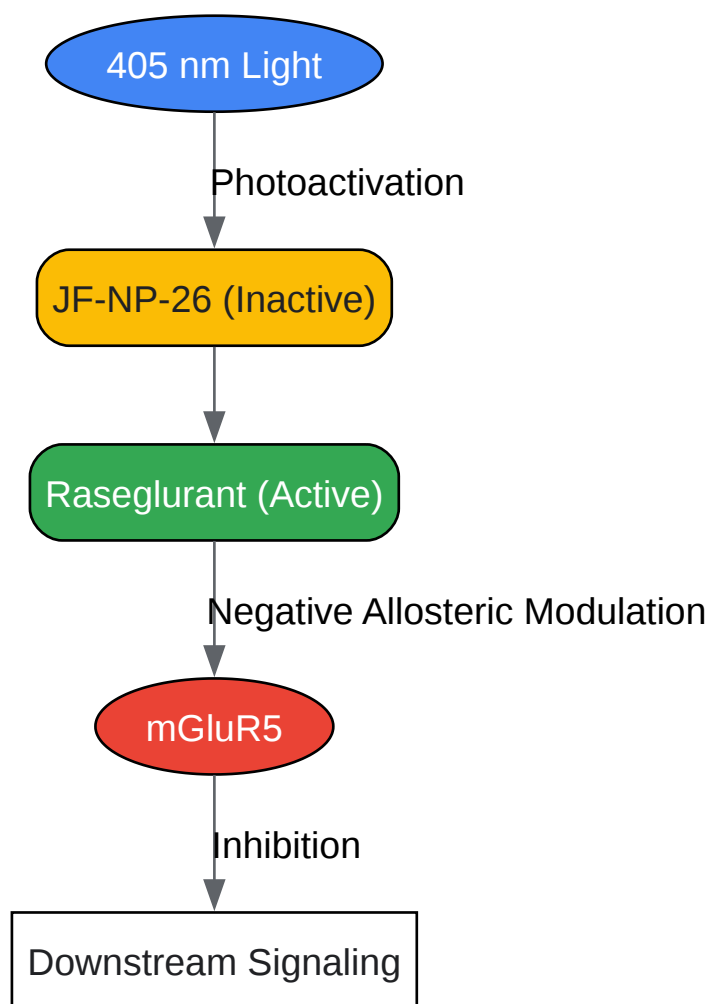 405 nm Light
Photoactivation
JF-NP-26 (Inactive)
Raseglurant (Active)
Negative Allosteric Modulation
mGluR5
Inhibition
Downstream Signaling